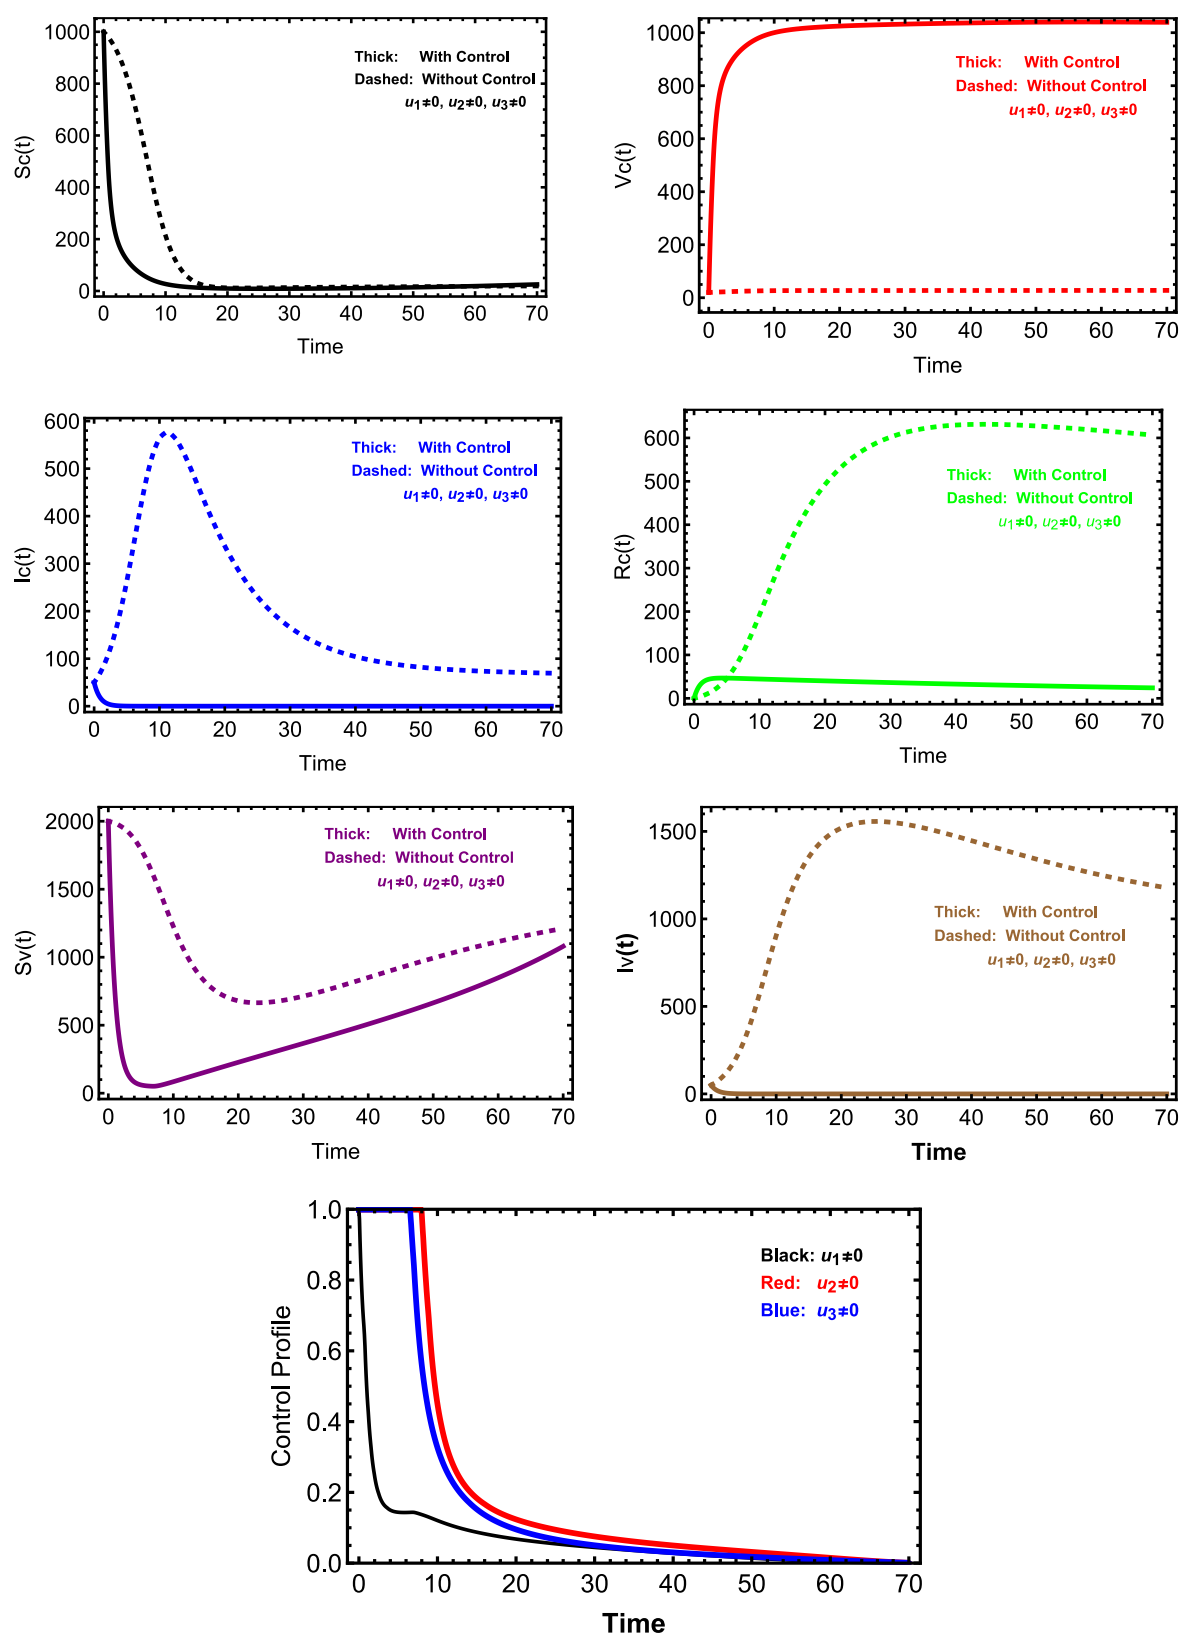 1000
800
600
400
200
0
Sc(t)
Thick: With Control
Dashed: Without Control
u1≠0, u2≠0, u3≠0
0 10 20 30 40 50 60 70
Time
1000
800
600
400
200
0
Vc(t)
Thick: With Control
Dashed: Without Control
u1≠0, u2≠0, u3≠0
0 10 20 30 40 50 60 70
Time
600
500
400
300
200
100
0
Ic(t)
Thick: With Control
Dashed: Without Control
u1≠0, u2≠0, u3≠0
0 10 20 30 40 50 60 70
Time
600
500
400
300
200
100
0
Rc(t)
Thick: With Control
Dashed: Without Control
u1≠0, u2≠0, u3≠0
0 10 20 30 40 50 60 70
Time
2000
1500
1000
500
0
Sv(t)
Thick: With Control
Dashed: Without Control
u1≠0, u2≠0, u3≠0
0 10 20 30 40 50 60 70
Time
1500
1000
500
0
Iv(t)
Thick: With Control
Dashed: Without Control
u1≠0, u2≠0, u3≠0
0 10 20 30 40 50 60 70
Time
1.0
0.8
0.6
0.4
0.2
0.0
Control Profile
Black: u1≠0
Red: u2≠0
Blue: u3≠0
0 10 20 30 40 50 60 70
Time